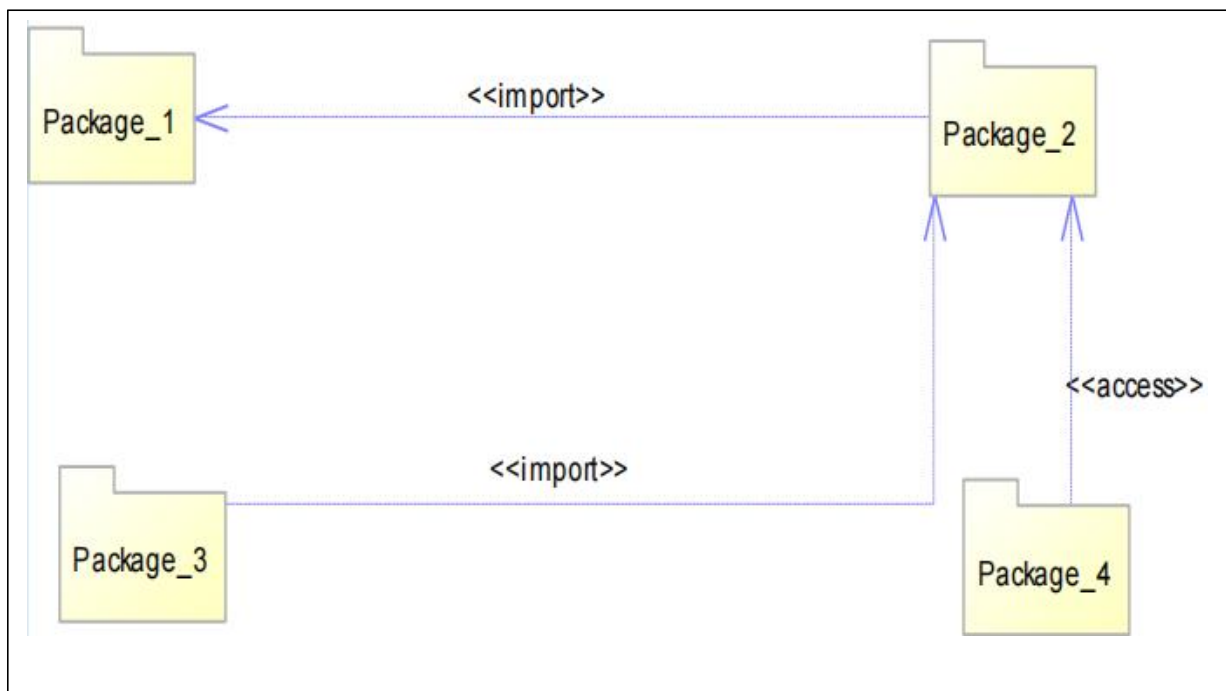 <<import>>
Package_1
Package_2
<<access>>
<<import>>
Package_3
Package_4